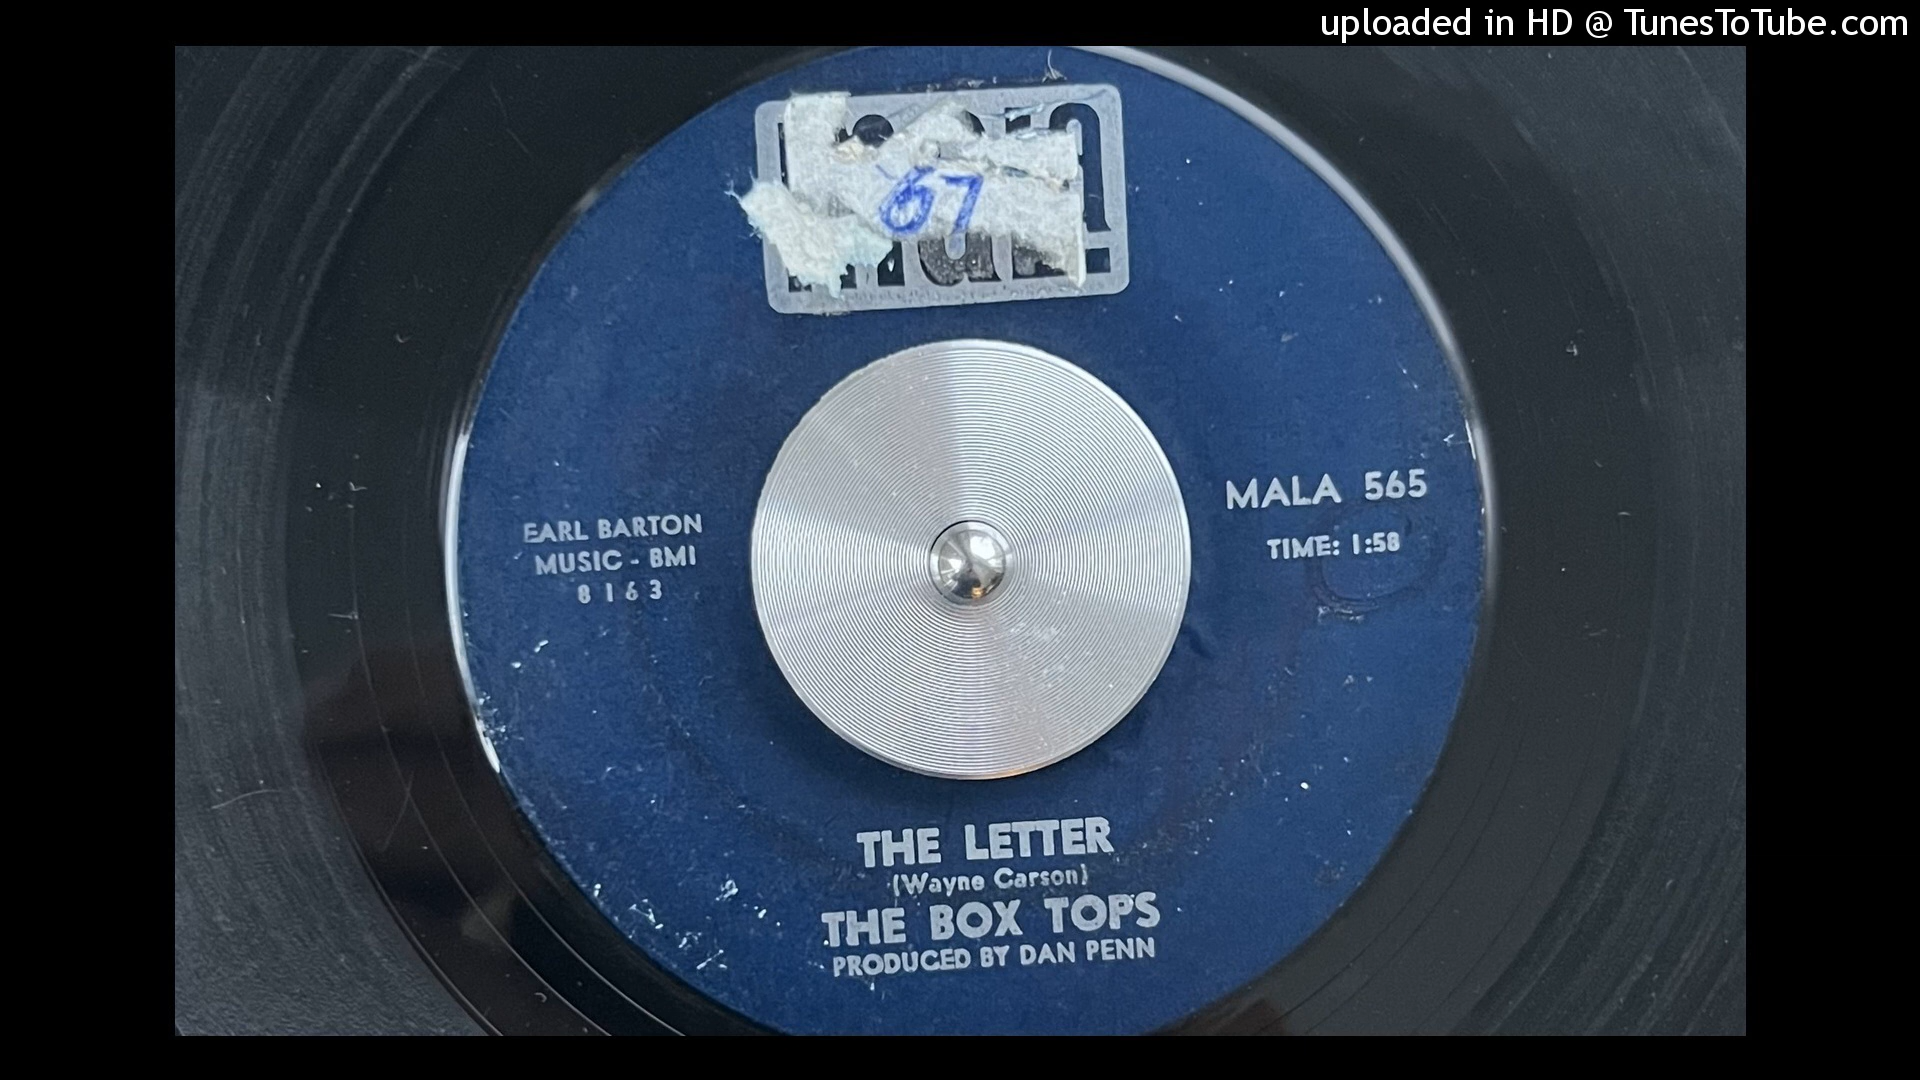 uploaded in HD @ TunesToTube.com
'67
EARL BARTON
MUSIC - BMI
8163
MALA 565
TIME: 1:58
THE LETTER
(Wayne Carson)
THE BOX TOPS
PRODUCED BY DAN PENN